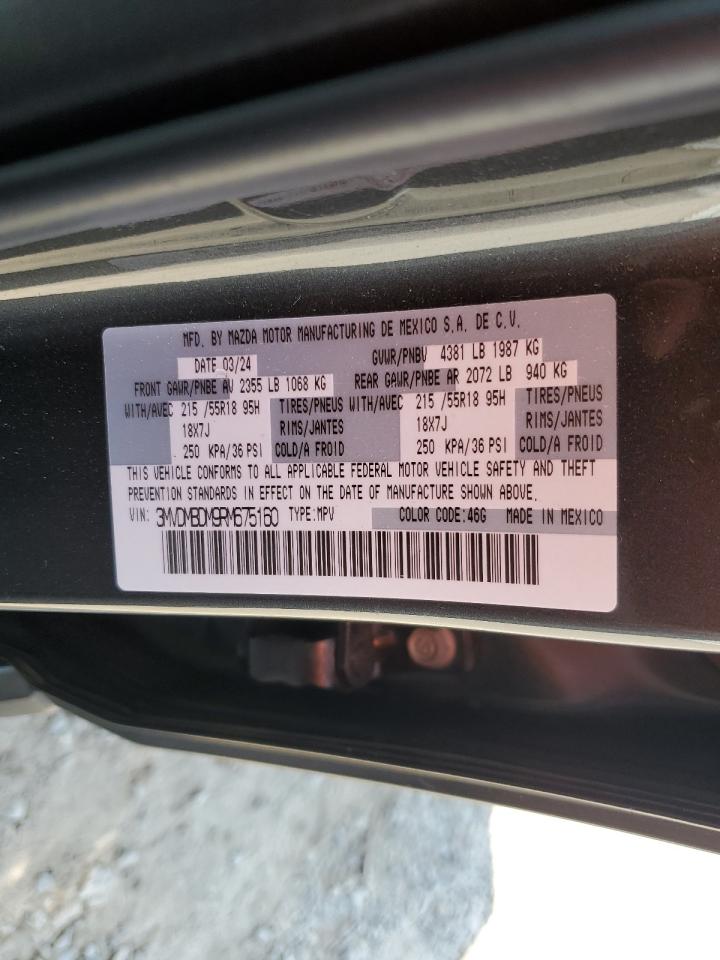 MFD. BY MAZDA MOTOR MANUFACTURING DE MEXICO S.A. DE C.V.
DATE 03/24 GVWR/PNBV 4381 LB 1987 KG
FRONT GAWR/PNBE AV 2355 LB 1068 KG REAR GAWR/PNBE AR 2072 LB 940 KG
WITH/AVEC 215 /55R18 95H TIRES/PNEUS WITH/AVEC 215 /55R18 95H TIRES/PNEUS
18X7J RIMS/JANTES 18X7J RIMS/JANTES
250 KPA/36 PSI COLD/A FROID 250 KPA/36 PSI COLD/A FROID
THIS VEHICLE CONFORMS TO ALL APPLICABLE FEDERAL MOTOR VEHICLE SAFETY AND THEFT
PREVENTION STANDARDS IN EFFECT ON THE DATE OF MANUFACTURE SHOWN ABOVE.
VIN: 3MVDMBDM9RM675160 TYPE:MPV COLOR CODE:46G MADE IN MEXICO